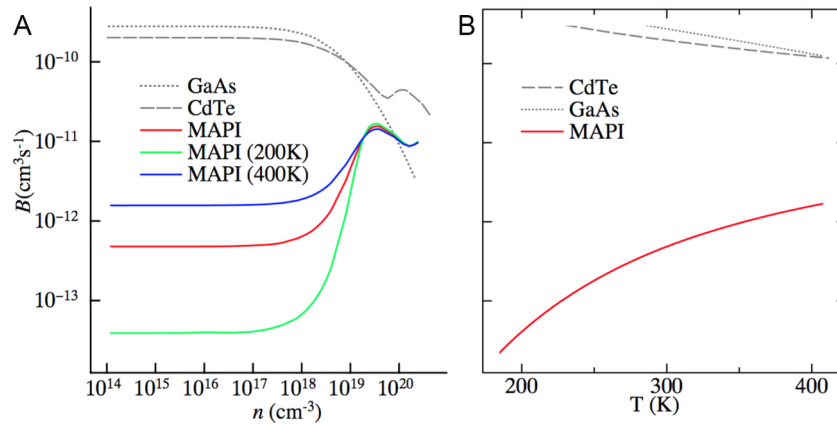 A
B
10⁻¹⁰
10⁻¹¹
10⁻¹²
10⁻¹³
B(cm³s⁻¹)
GaAs
CdTe
MAPI
MAPI (200K)
MAPI (400K)
10¹⁴ 10¹⁵ 10¹⁶ 10¹⁷ 10¹⁸ 10¹⁹ 10²⁰
n (cm⁻³)
CdTe
GaAs
MAPI
200 300 400
T (K)